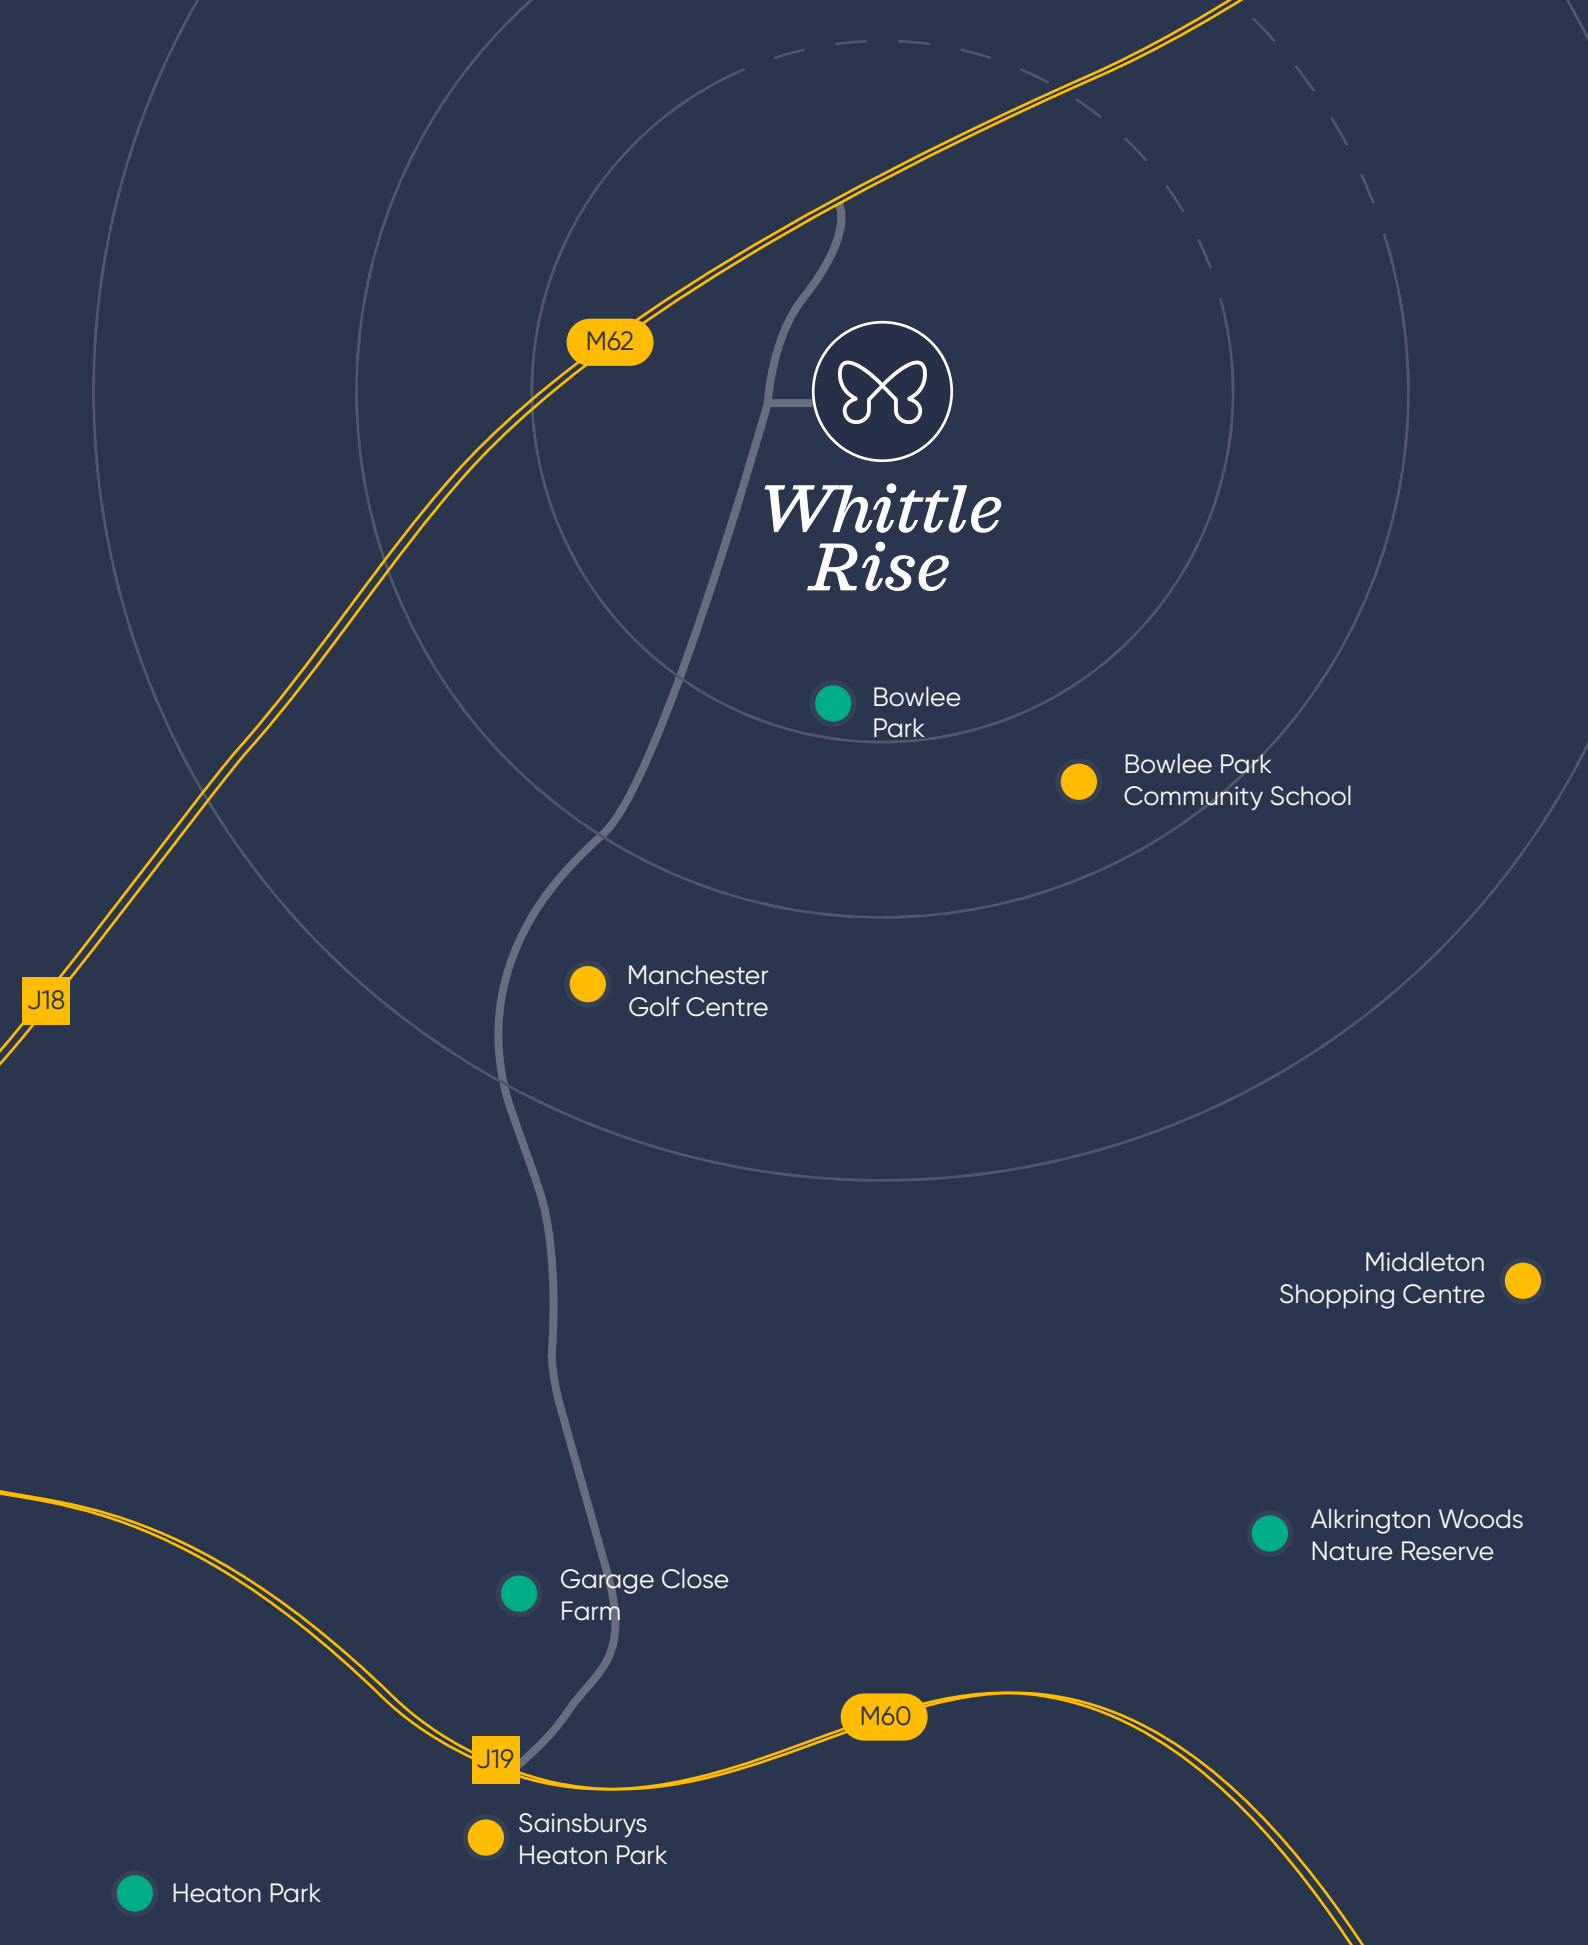 M62
Whittle
Rise
Bowlee
Park
Bowlee Park
Community School
Manchester
Golf Centre
J18
Middleton
Shopping Centre
Alkrington Woods
Nature Reserve
Garage Close
Farm
M60
J19
Sainsburys
Heaton Park
Heaton Park